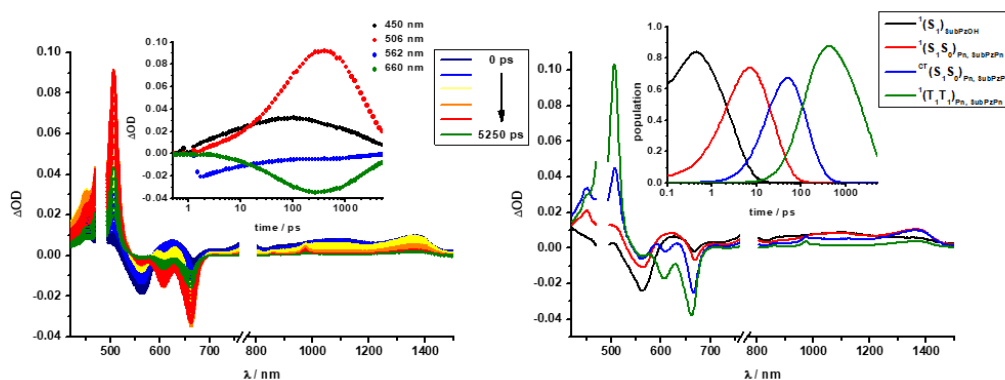 0.10
0.08
0.06
0.04
0.02
0.00
-0.02
-0.04
ΔOD
500
600
700
800
1000
1200
1400
λ / nm
0.10
0.08
0.06
0.04
0.02
0.00
-0.02
-0.04
ΔOD
1
10
100
1000
time / ps
450 nm
506 nm
562 nm
660 nm
0 ps
5250 ps
0.10
0.08
0.06
0.04
0.02
0.00
-0.02
-0.04
ΔOD
500
600
700
800
1000
1200
1400
λ / nm
1.0
0.8
0.6
0.4
0.2
0.0
population
0.1
1
10
100
1000
time / ps
¹(S₁)SubPzOH
¹(S₁S₀)Pn, SubPzPn
CT(S₁S₀)Pn, SubPzP
¹(T₁T₁)Pn, SubPzPn